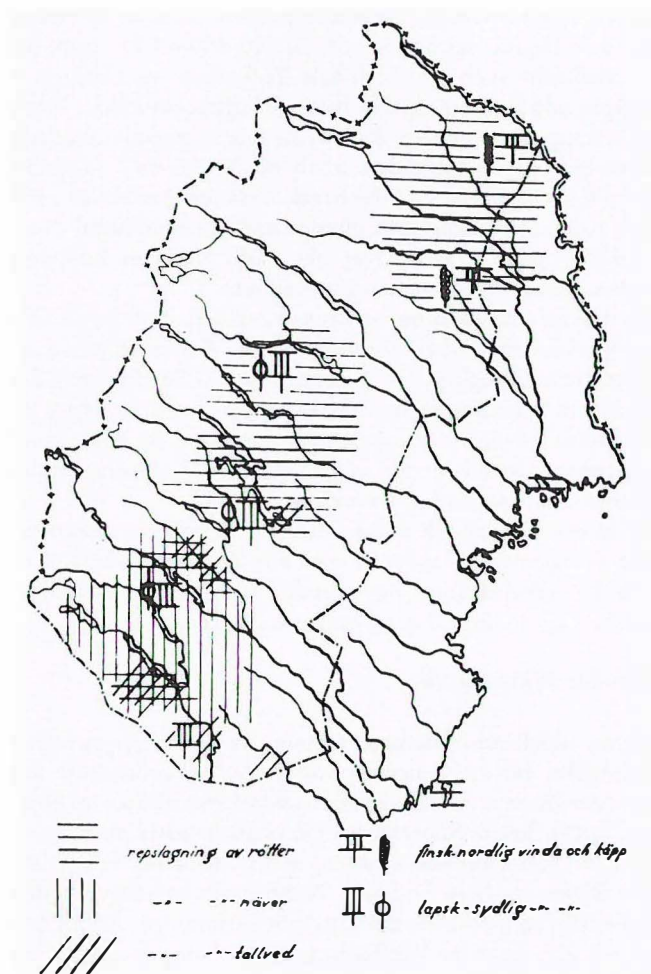 repslagning av rötter
—〃— —〃— näver
—〃— —〃— tallved
finsk-nordlig vinda och käpp
lapsk-sydlig —〃— —〃—